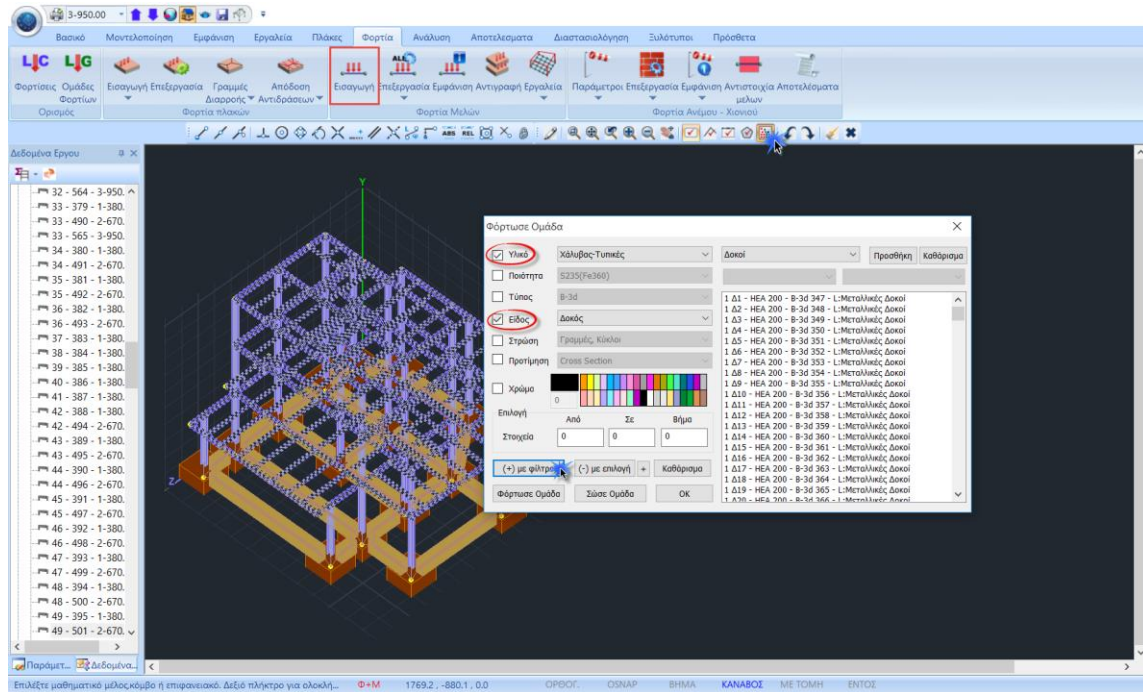 3-950.00
Βασικό Μοντελοποίηση Εμφάνιση Εργαλεία Πλάκες Φορτία Ανάλυση Αποτελεσματα Διαστασιολόγηση Ξυλότυποι Πρόσθετα
Φορτίσεις Ομάδες Φορτίων
Εισαγωγή Επεξεργασία Γραμμές Διαρροής Απόδοση Αντιδράσεων
Εισαγωγή Επεξεργασία Εμφάνιση Αντιγραφή Εργαλεία
Παράμετροι Επεξεργασία Εμφάνιση Αντιστοιχία μελων Αποτελέσματα
Ορισμός Φορτία πλακών Φορτία Μελών Φορτία Ανέμου - Χιονιού
ABS REL
Δεδομένα Εργου
32 - 564 - 3-950.
33 - 379 - 1-380.
33 - 490 - 2-670.
33 - 565 - 3-950.
34 - 380 - 1-380.
34 - 491 - 2-670.
35 - 381 - 1-380.
35 - 492 - 2-670.
36 - 382 - 1-380.
36 - 493 - 2-670.
37 - 383 - 1-380.
38 - 384 - 1-380.
39 - 385 - 1-380.
40 - 386 - 1-380.
41 - 387 - 1-380.
42 - 388 - 1-380.
42 - 494 - 2-670.
43 - 389 - 1-380.
43 - 495 - 2-670.
44 - 390 - 1-380.
44 - 496 - 2-670.
45 - 391 - 1-380.
45 - 497 - 2-670.
46 - 392 - 1-380.
46 - 498 - 2-670.
47 - 393 - 1-380.
47 - 499 - 2-670.
48 - 394 - 1-380.
48 - 500 - 2-670.
49 - 395 - 1-380.
49 - 501 - 2-670.
Παράμετ... Δεδομένα...
Y
Z
Φόρτωσε Ομάδα
Υλικό Χάλυβας-Τυπικές
Ποιότητα S235(Fe360)
Τύπος B-3d
Είδος Δοκός
Στρώση Γραμμές, Κύκλοι
Προτίμηση Cross Section
Χρώμα
0
Επιλογή
Από Σε Βήμα
Στοιχεία 0 0 0
(+) με φίλτρο (-) με επιλογή + Καθάρισμα
Φόρτωσε Ομάδα Σώσε Ομάδα OK
Δοκοί Προσθήκη Καθάρισμα
1 Δ1 - HEA 200 - B-3d 347 - L:Μεταλλικές Δοκοί
1 Δ2 - HEA 200 - B-3d 348 - L:Μεταλλικές Δοκοί
1 Δ3 - HEA 200 - B-3d 349 - L:Μεταλλικές Δοκοί
1 Δ4 - HEA 200 - B-3d 350 - L:Μεταλλικές Δοκοί
1 Δ5 - HEA 200 - B-3d 351 - L:Μεταλλικές Δοκοί
1 Δ6 - HEA 200 - B-3d 352 - L:Μεταλλικές Δοκοί
1 Δ7 - HEA 200 - B-3d 353 - L:Μεταλλικές Δοκοί
1 Δ8 - HEA 200 - B-3d 354 - L:Μεταλλικές Δοκοί
1 Δ9 - HEA 200 - B-3d 355 - L:Μεταλλικές Δοκοί
1 Δ10 - HEA 200 - B-3d 356 - L:Μεταλλικές Δοκοί
1 Δ11 - HEA 200 - B-3d 357 - L:Μεταλλικές Δοκοί
1 Δ12 - HEA 200 - B-3d 358 - L:Μεταλλικές Δοκοί
1 Δ13 - HEA 200 - B-3d 359 - L:Μεταλλικές Δοκοί
1 Δ14 - HEA 200 - B-3d 360 - L:Μεταλλικές Δοκοί
1 Δ15 - HEA 200 - B-3d 361 - L:Μεταλλικές Δοκοί
1 Δ16 - HEA 200 - B-3d 362 - L:Μεταλλικές Δοκοί
1 Δ17 - HEA 200 - B-3d 363 - L:Μεταλλικές Δοκοί
1 Δ18 - HEA 200 - B-3d 364 - L:Μεταλλικές Δοκοί
1 Δ19 - HEA 200 - B-3d 365 - L:Μεταλλικές Δοκοί
1 Δ20 - HEA 200 - B-3d 366 - L:Μεταλλικές Δοκοί
Επιλέξτε μαθηματικό μέλος,κόμβο ή επιφανειακό. Δεξιό πλήκτρο για ολοκλή... Φ+Μ 1769.2 , -880.1 , 0.0 ΟΡΘΟΓ. OSNAP ΒΗΜΑ ΚΑΝΑΒΟΣ ΜΕ ΤΟΜΗ ΕΝΤΟΣ